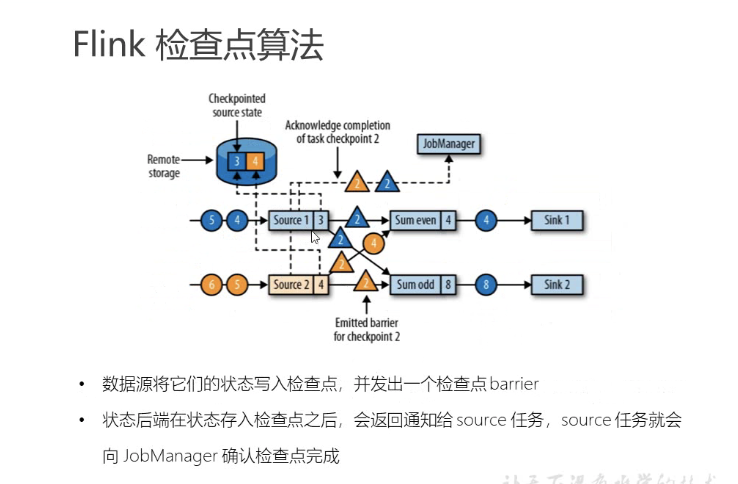 Flink 检查点算法
Checkpointed
source state
Acknowledge completion
of task checkpoint 2
JobManager
Remote
storage
3 4
2 2
5 4 Source 1 3 2 Sum even 4 4 Sink 1
2 4
2
6 5 Source 2 4 2 Sum odd 8 8 Sink 2
Emitted barrier
for checkpoint 2
• 数据源将它们的状态写入检查点，并发出一个检查点 barrier
• 状态后端在状态存入检查点之后，会返回通知给 source 任务，source 任务就会
向 JobManager 确认检查点完成